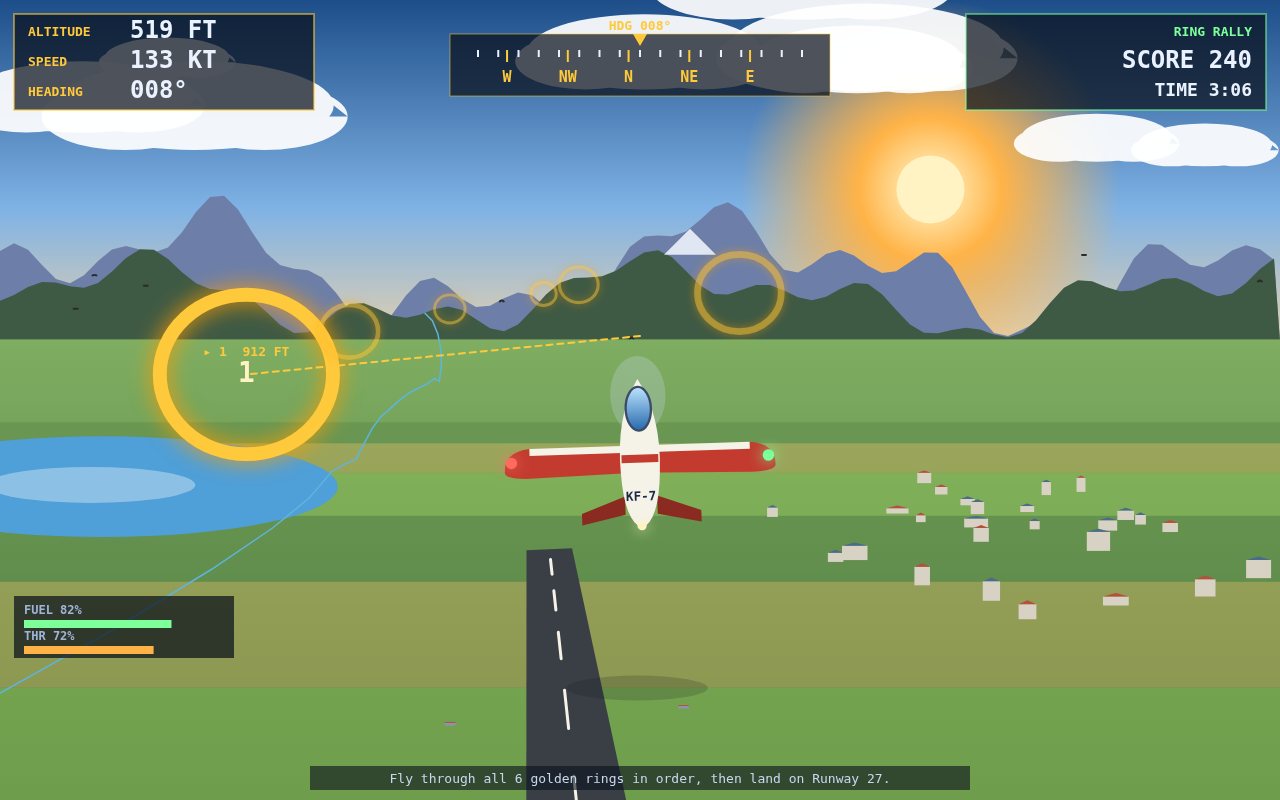 ALTITUDE 519 FT
SPEED 133 KT
HEADING 008°
HDG 008°
W NW N NE E
RING RALLY
SCORE 240
TIME 3:06
▸ 1 912 FT
1
KF-7
FUEL 82%
THR 72%
Fly through all 6 golden rings in order, then land on Runway 27.